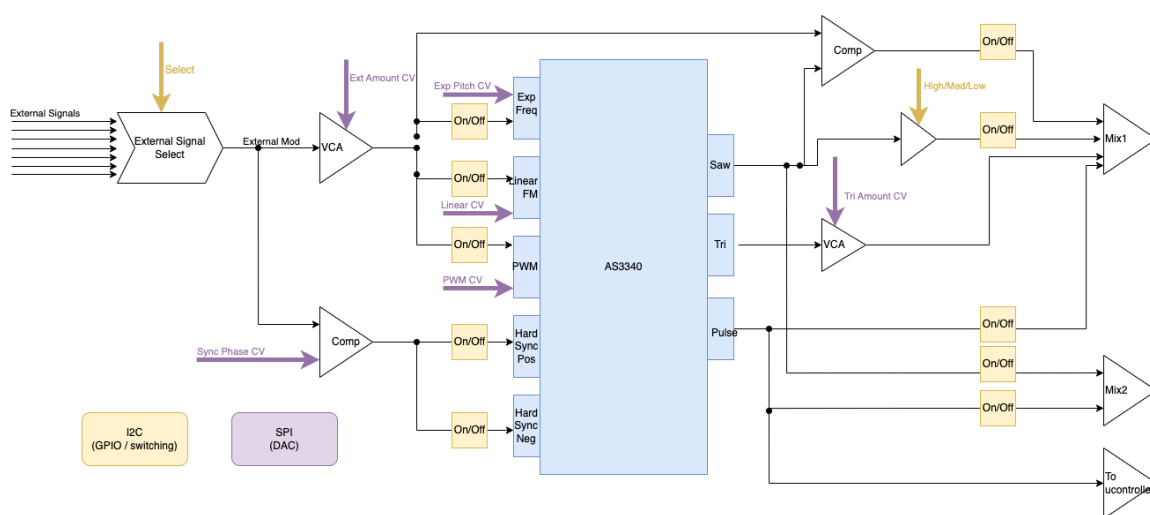 On/Off
Comp
Select
Ext Amount CV
High/Med/Low
Exp Pitch CV
Exp
Freq
External Signals
On/Off
On/Off
External Signal
Select
External Mod
VCA
Mix1
Saw
On/Off
Linear
FM
Linear CV
Tri Amount CV
On/Off
Tri
VCA
PWM
AS3340
PWM CV
Hard
Sync
Pos
Pulse
On/Off
Comp
On/Off
Sync Phase CV
On/Off
Mix2
On/Off
I2C
(GPIO / switching)
SPI
(DAC)
On/Off
Hard
Sync
Neg
To
ucontrolle